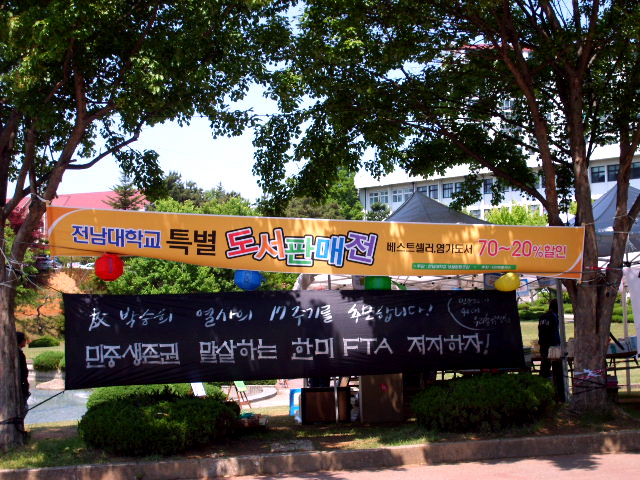 전남대학교 특별 도서판매전 베스트셀러,염가도서 70~20%할인
故 박승희 열사의 17주기를 추모합니다!
민중생존권 말살하는 한미 FTA 저지하자!